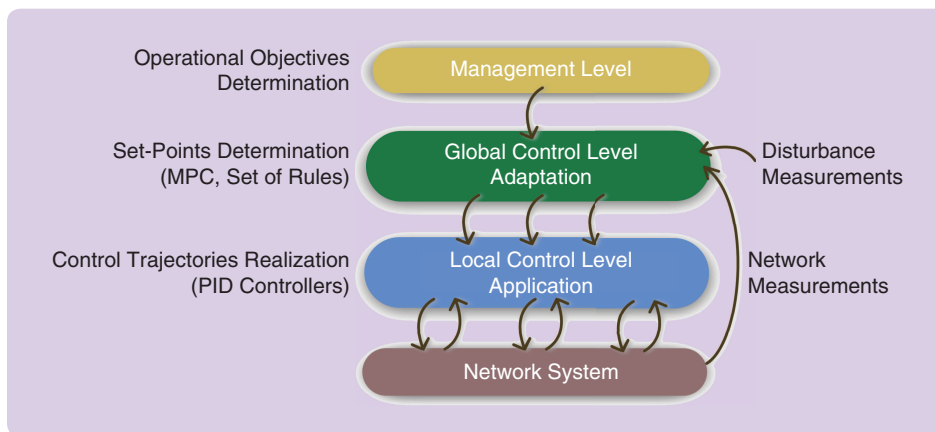 Operational Objectives
Determination
Management Level
Set-Points Determination
(MPC, Set of Rules)
Global Control Level
Adaptation
Disturbance
Measurements
Control Trajectories Realization
(PID Controllers)
Local Control Level
Application
Network
Measurements
Network System